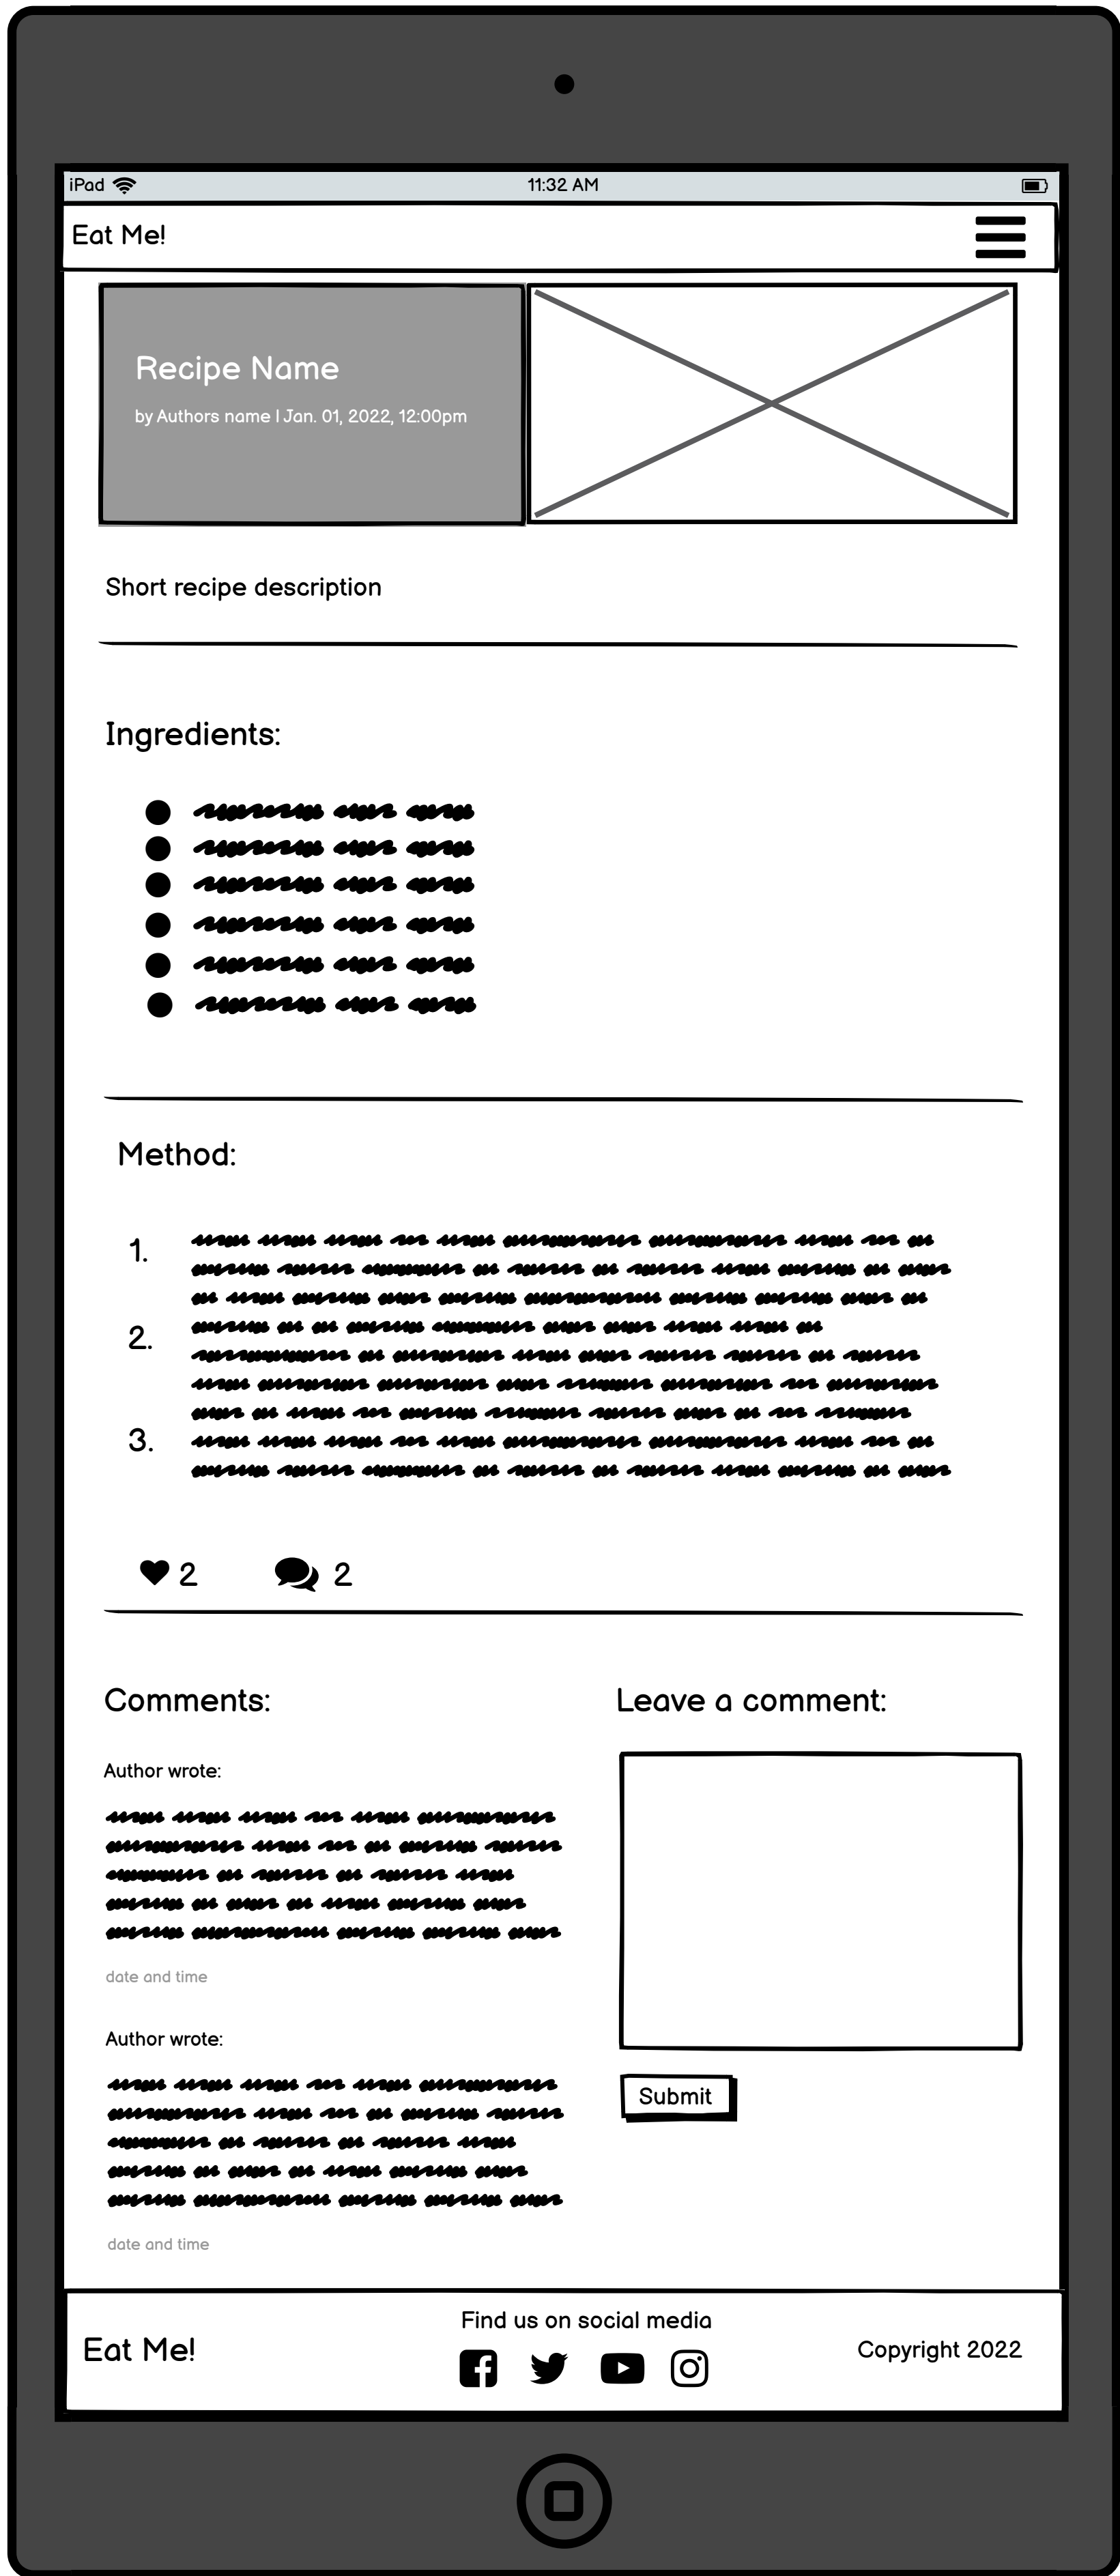 iPad 11:32 AM
Eat Me!
Recipe Name
by Authors name | Jan. 01, 2022, 12:00pm
Short recipe description
Ingredients:
Method:
1.
2.
3.
2 2
Comments:
Leave a comment:
Author wrote:
date and time
Author wrote:
date and time
Submit
Eat Me!
Find us on social media
Copyright 2022